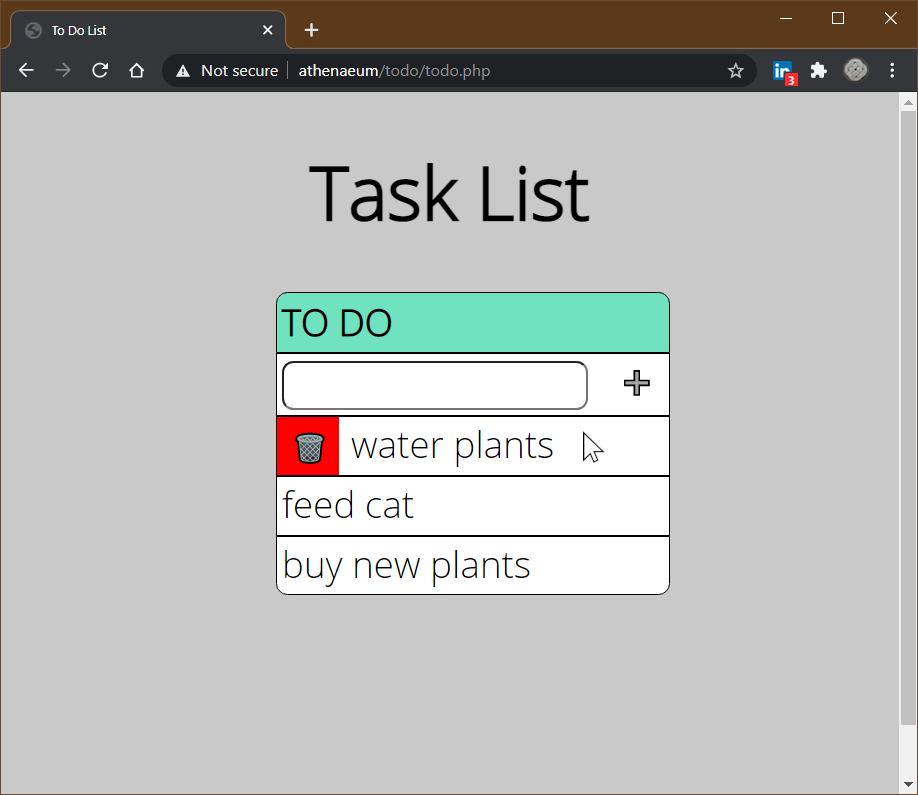 To Do List
Not secure
athenaeum/todo/todo.php
in
3
Task List
TO DO
water plants
feed cat
buy new plants